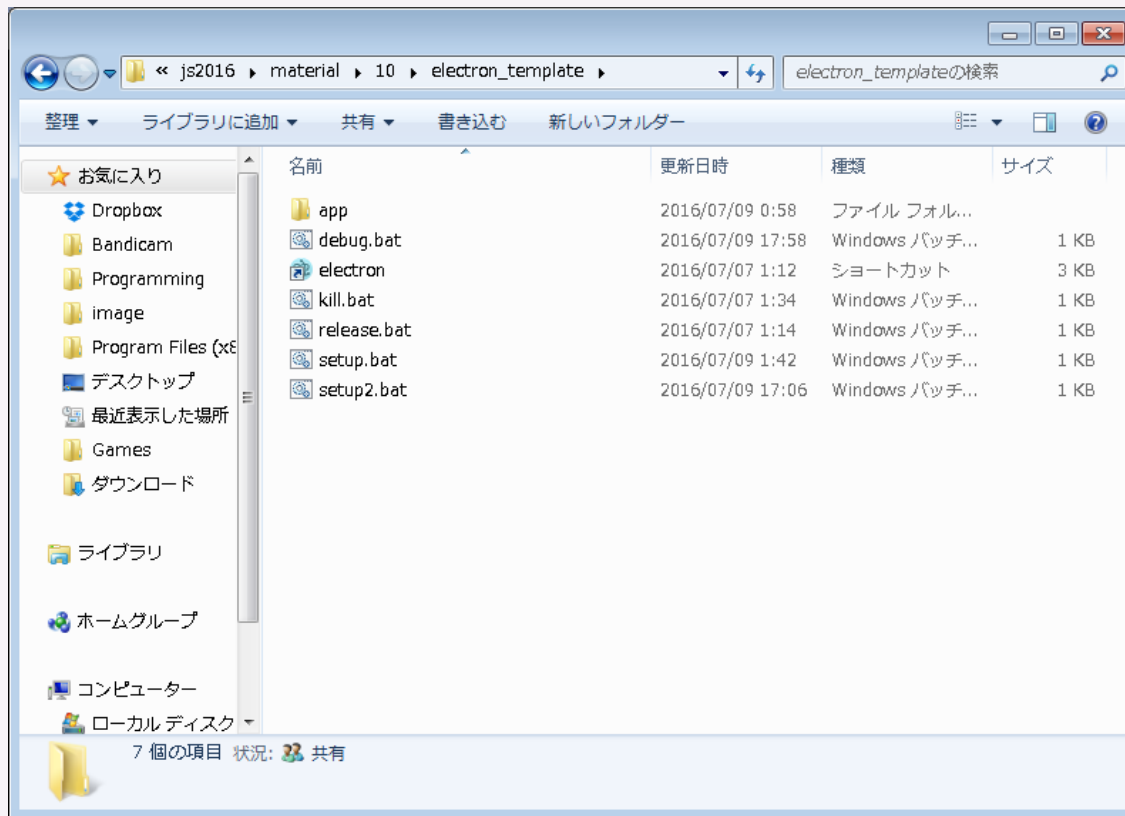 « js2016 ▸ material ▸ 10 ▸ electron_template ▸
electron_templateの検索
整理 ライブラリに追加 共有 書き込む 新しいフォルダー
お気に入り
Dropbox
Bandicam
Programming
image
Program Files (x8
デスクトップ
最近表示した場所
Games
ダウンロード
ライブラリ
ホームグループ
コンピューター
ローカル ディスク
名前 更新日時 種類 サイズ
app 2016/07/09 0:58 ファイル フォル...
debug.bat 2016/07/09 17:58 Windows バッチ... 1 KB
electron 2016/07/07 1:12 ショートカット 3 KB
kill.bat 2016/07/07 1:34 Windows バッチ... 1 KB
release.bat 2016/07/07 1:14 Windows バッチ... 1 KB
setup.bat 2016/07/09 1:42 Windows バッチ... 1 KB
setup2.bat 2016/07/09 17:06 Windows バッチ... 1 KB
7 個の項目 状況: 共有